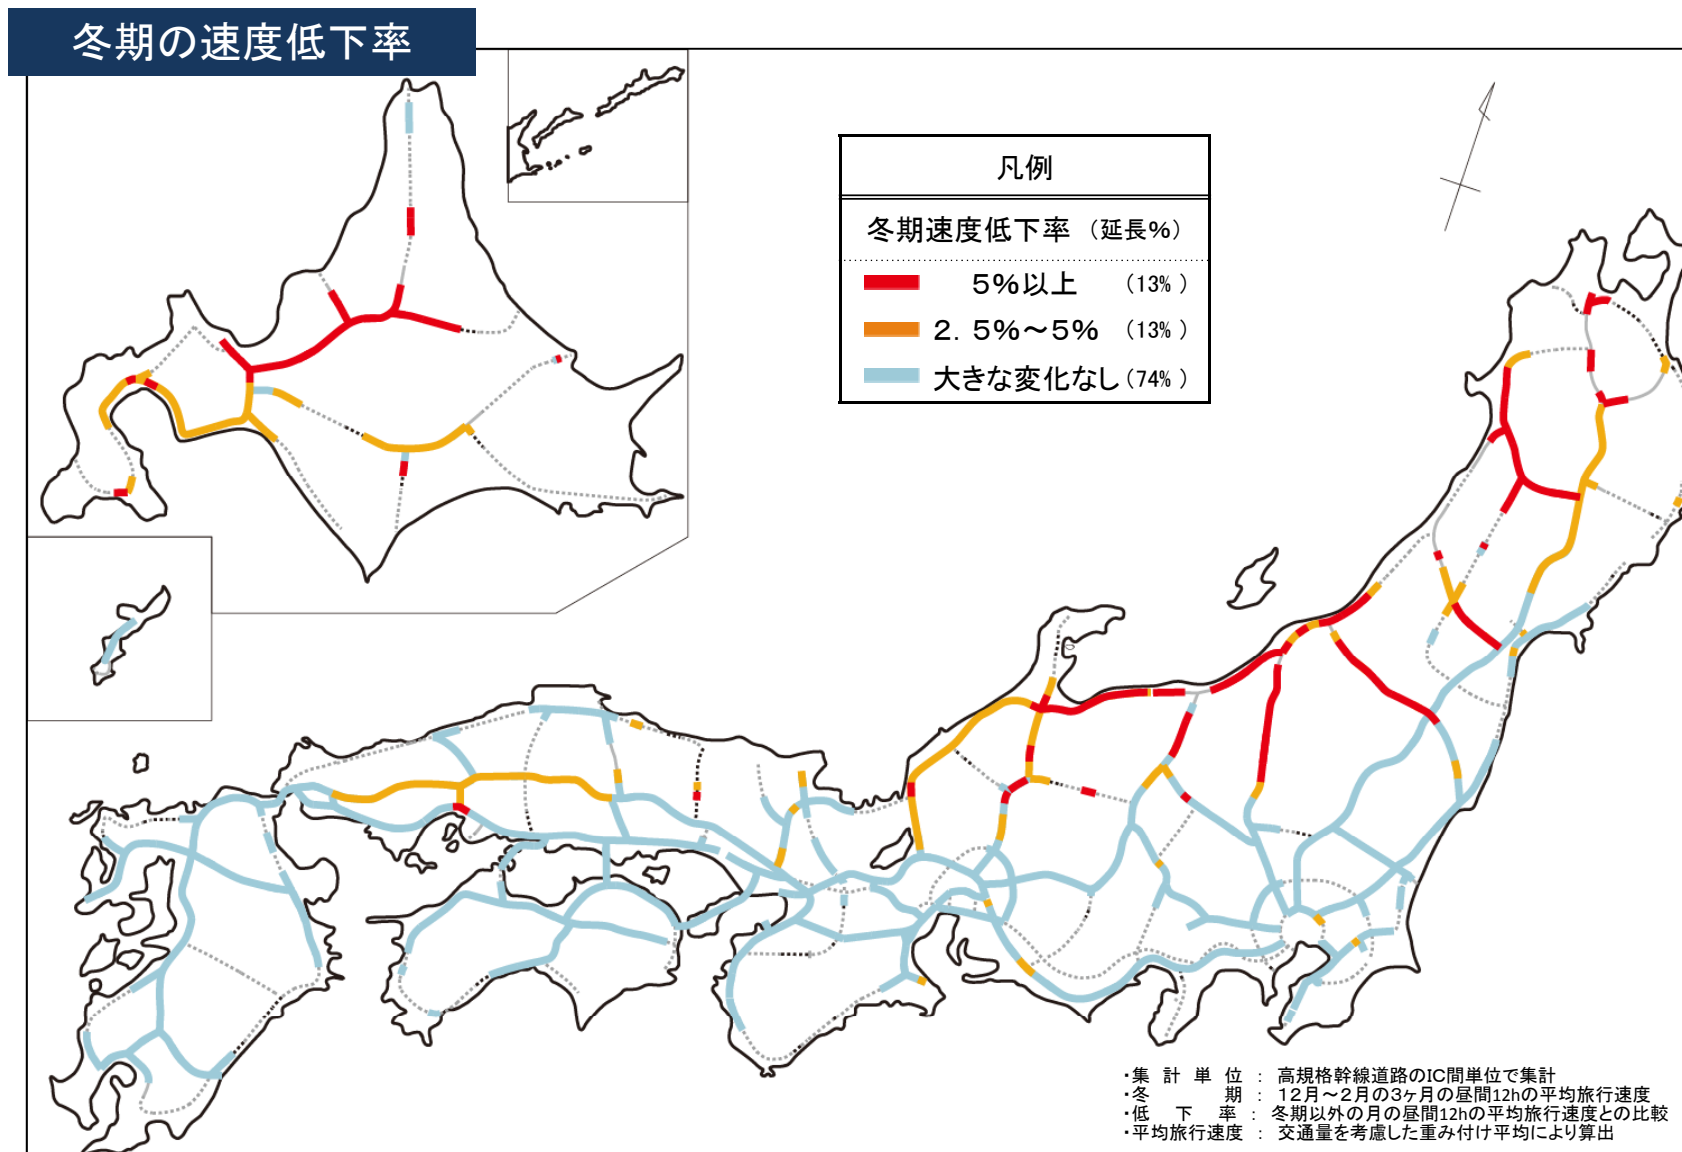 冬期の速度低下率
凡例
冬期速度低下率（延長%）
5%以上 （13%）
2.5%～5% （13%）
大きな変化なし（74%）
・集計単位：高規格幹線道路のIC間単位で集計
・冬期：12月～2月の3ヶ月の昼間12hの平均旅行速度
・低下率：冬期以外の月の昼間12hの平均旅行速度との比較
・平均旅行速度：交通量を考慮した重み付け平均により算出